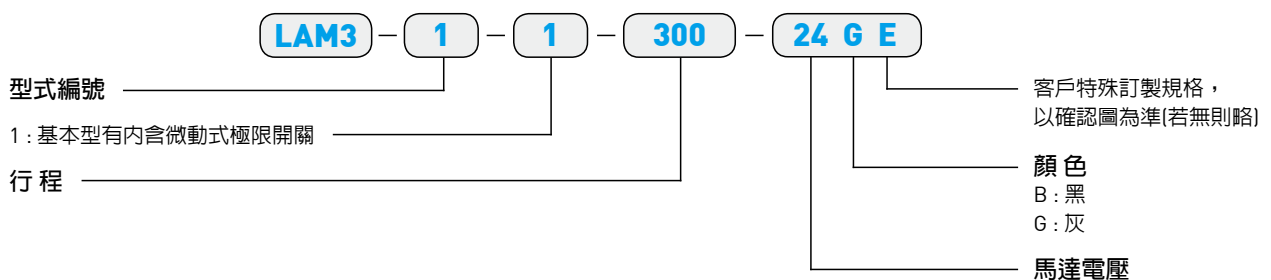 LAM3 - 1 - 1 - 300 - 24 G E
型式編號
1 : 基本型有內含微動式極限開關
行 程
客戶特殊訂製規格，
以確認圖為準(若無則略)
顏 色
B : 黑
G : 灰
馬達電壓